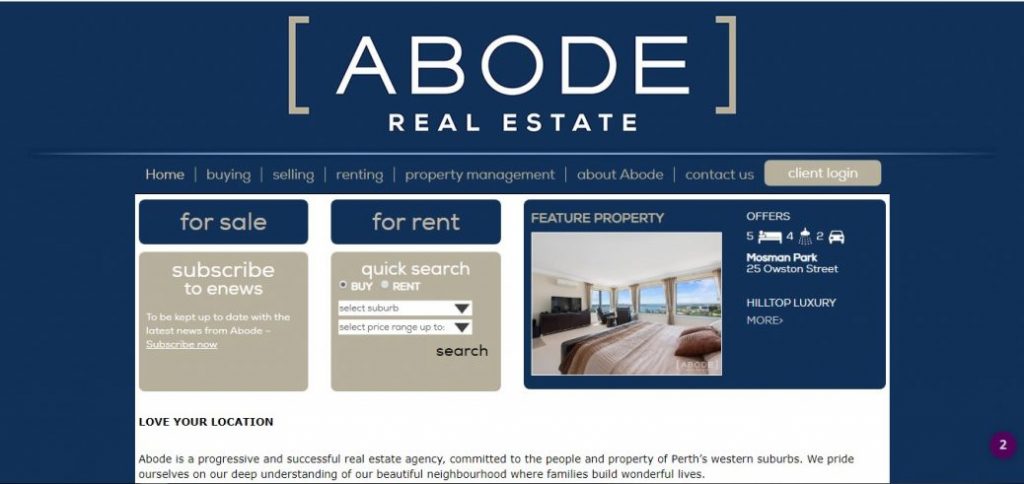 [ABODE]
REAL ESTATE
Home | buying | selling | renting | property management | about Abode | contact us
client login
for sale
for rent
subscribe
to enews
To be kept up to date with the
latest news from Abode –
Subscribe now
quick search
BUY RENT
select suburb
select price range up to:
search
FEATURE PROPERTY
[ABODE]
OFFERS
5 4 2
Mosman Park
25 Owston Street
HILLTOP LUXURY
MORE>
LOVE YOUR LOCATION
Abode is a progressive and successful real estate agency, committed to the people and property of Perth's western suburbs. We pride
ourselves on our deep understanding of our beautiful neighbourhood where families build wonderful lives.
2